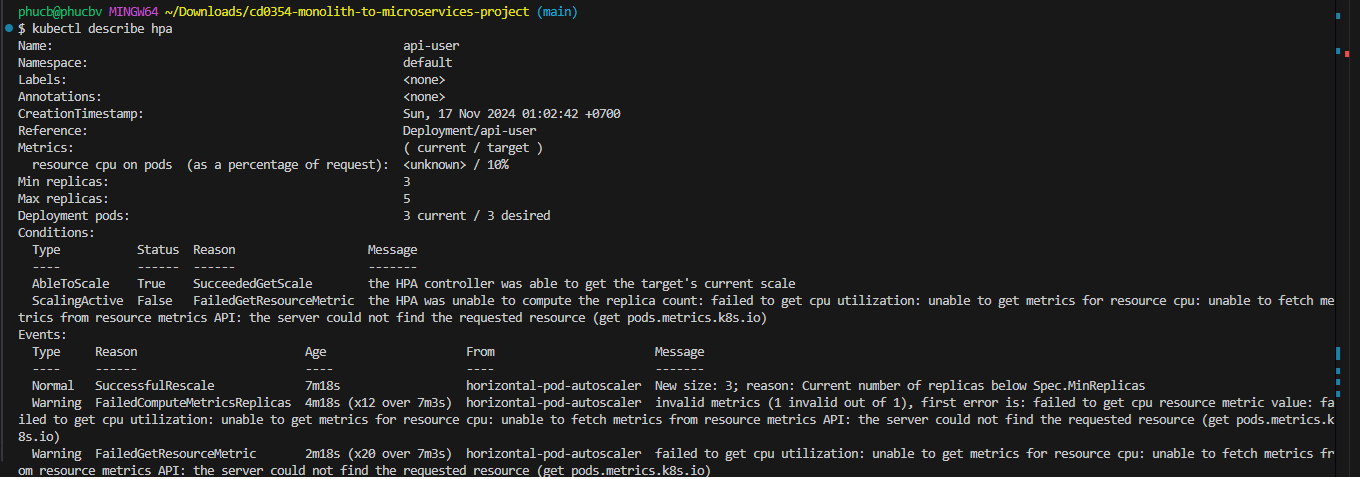 phucb@phucbv MINGW64 ~/Downloads/cd0354-monolith-to-microservices-project (main)
$ kubectl describe hpa
Name:                                                  api-user
Namespace:                                             default
Labels:                                                <none>
Annotations:                                           <none>
CreationTimestamp:                                     Sun, 17 Nov 2024 01:02:42 +0700
Reference:                                             Deployment/api-user
Metrics:                                               ( current / target )
  resource cpu on pods  (as a percentage of request):  <unknown> / 10%
Min replicas:                                          3
Max replicas:                                          5
Deployment pods:                                       3 current / 3 desired
Conditions:
  Type           Status  Reason                   Message
  ----           ------  ------                   -------
  AbleToScale    True    SucceededGetScale        the HPA controller was able to get the target's current scale
  ScalingActive  False   FailedGetResourceMetric  the HPA was unable to compute the replica count: failed to get cpu utilization: unable to get metrics for resource cpu: unable to fetch me
trics from resource metrics API: the server could not find the requested resource (get pods.metrics.k8s.io)
Events:
  Type     Reason                        Age                    From                       Message
  ----     ------                        ----                   ----                       -------
  Normal   SuccessfulRescale             7m18s                  horizontal-pod-autoscaler  New size: 3; reason: Current number of replicas below Spec.MinReplicas
  Warning  FailedComputeMetricsReplicas  4m18s (x12 over 7m3s)  horizontal-pod-autoscaler  invalid metrics (1 invalid out of 1), first error is: failed to get cpu resource metric value: fa
iled to get cpu utilization: unable to get metrics for resource cpu: unable to fetch metrics from resource metrics API: the server could not find the requested resource (get pods.metrics.k
8s.io)
  Warning  FailedGetResourceMetric       2m18s (x20 over 7m3s)  horizontal-pod-autoscaler  failed to get cpu utilization: unable to get metrics for resource cpu: unable to fetch metrics fr
om resource metrics API: the server could not find the requested resource (get pods.metrics.k8s.io)